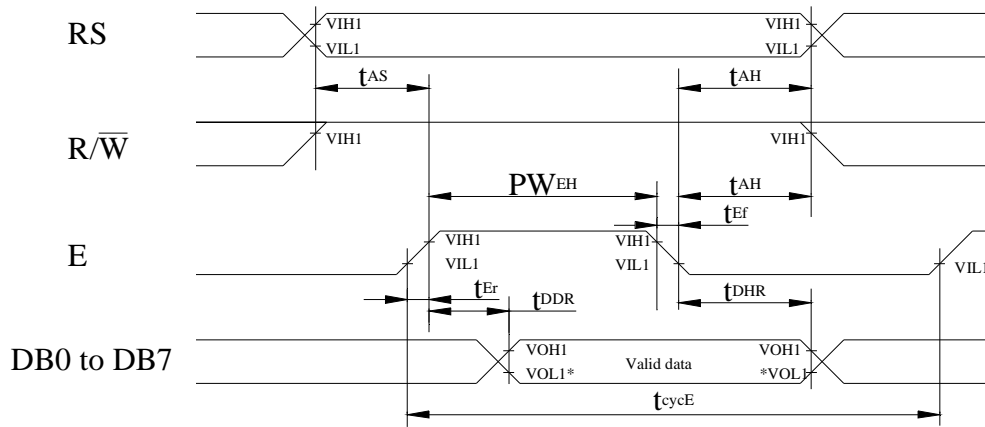 RS
VIH1
VIL1
VIH1
VIL1
tAS
tAH
R/W̅
VIH1
VIH1
PWEH
tAH
tEf
E
VIH1
VIL1
VIH1
VIL1
VIL1
tEr
tDDR
tDHR
DB0 to DB7
VOH1
VOL1*
Valid data
VOH1
*VOL1
tcycE